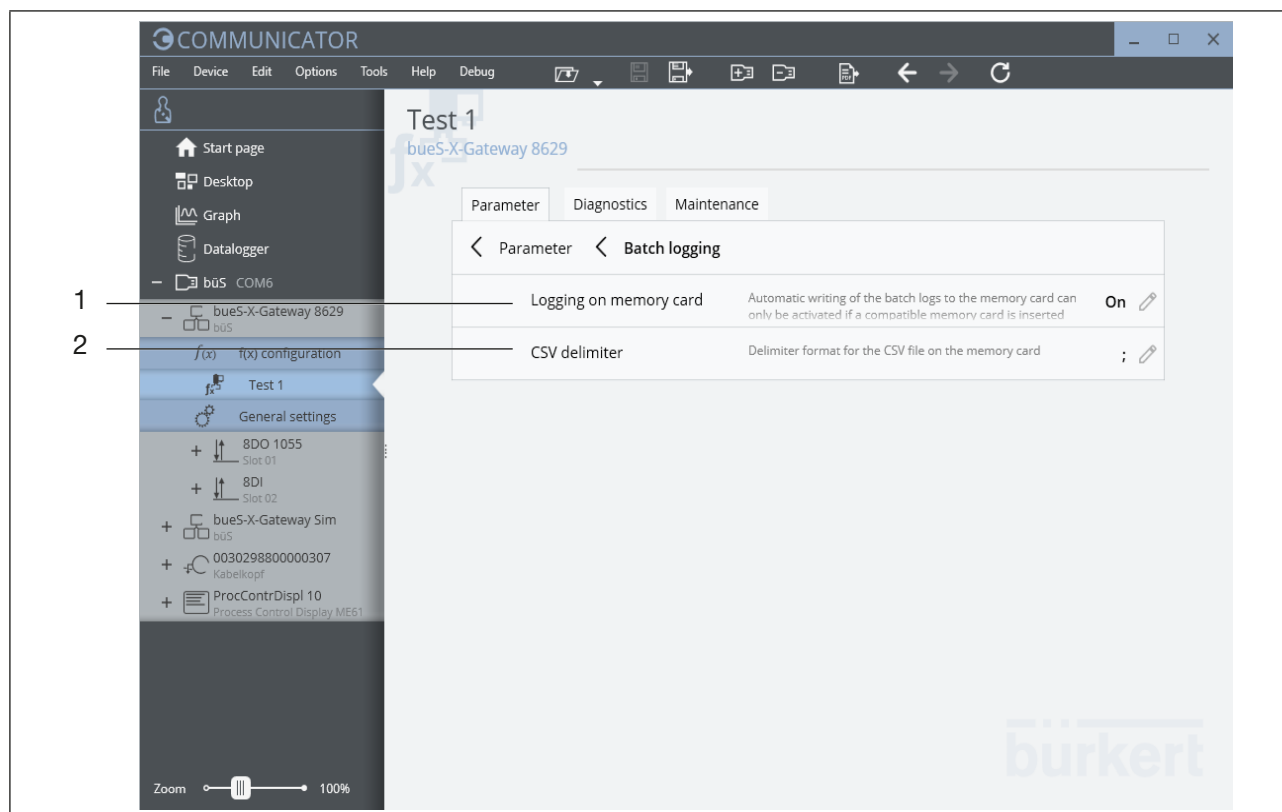 COMMUNICATOR
File Device Edit Options Tools Help Debug
PDF
Start page
Desktop
Graph
Datalogger
büS COM6
bueS-X-Gateway 8629
büS
f(x) f(x) configuration
fx Test 1
General settings
8DO 1055
Slot 01
8DI
Slot 02
bueS-X-Gateway Sim
büS
0030298800000307
Kabelkopf
ProcContrDispl 10
Process Control Display ME61
Zoom 100%
fx
Test 1
bueS-X-Gateway 8629
Parameter Diagnostics Maintenance
Parameter Batch logging
1 Logging on memory card Automatic writing of the batch logs to the memory card can On
only be activated if a compatible memory card is inserted
2 CSV delimiter Delimiter format for the CSV file on the memory card ;
bürkert